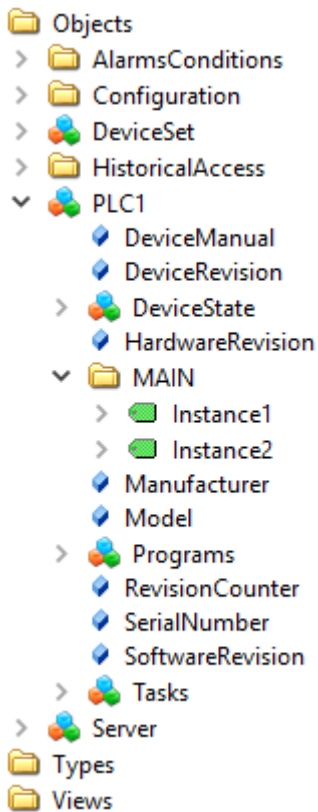 Objects
AlarmsConditions
Configuration
DeviceSet
HistoricalAccess
PLC1
DeviceManual
DeviceRevision
DeviceState
HardwareRevision
MAIN
Instance1
Instance2
Manufacturer
Model
Programs
RevisionCounter
SerialNumber
SoftwareRevision
Tasks
Server
Types
Views